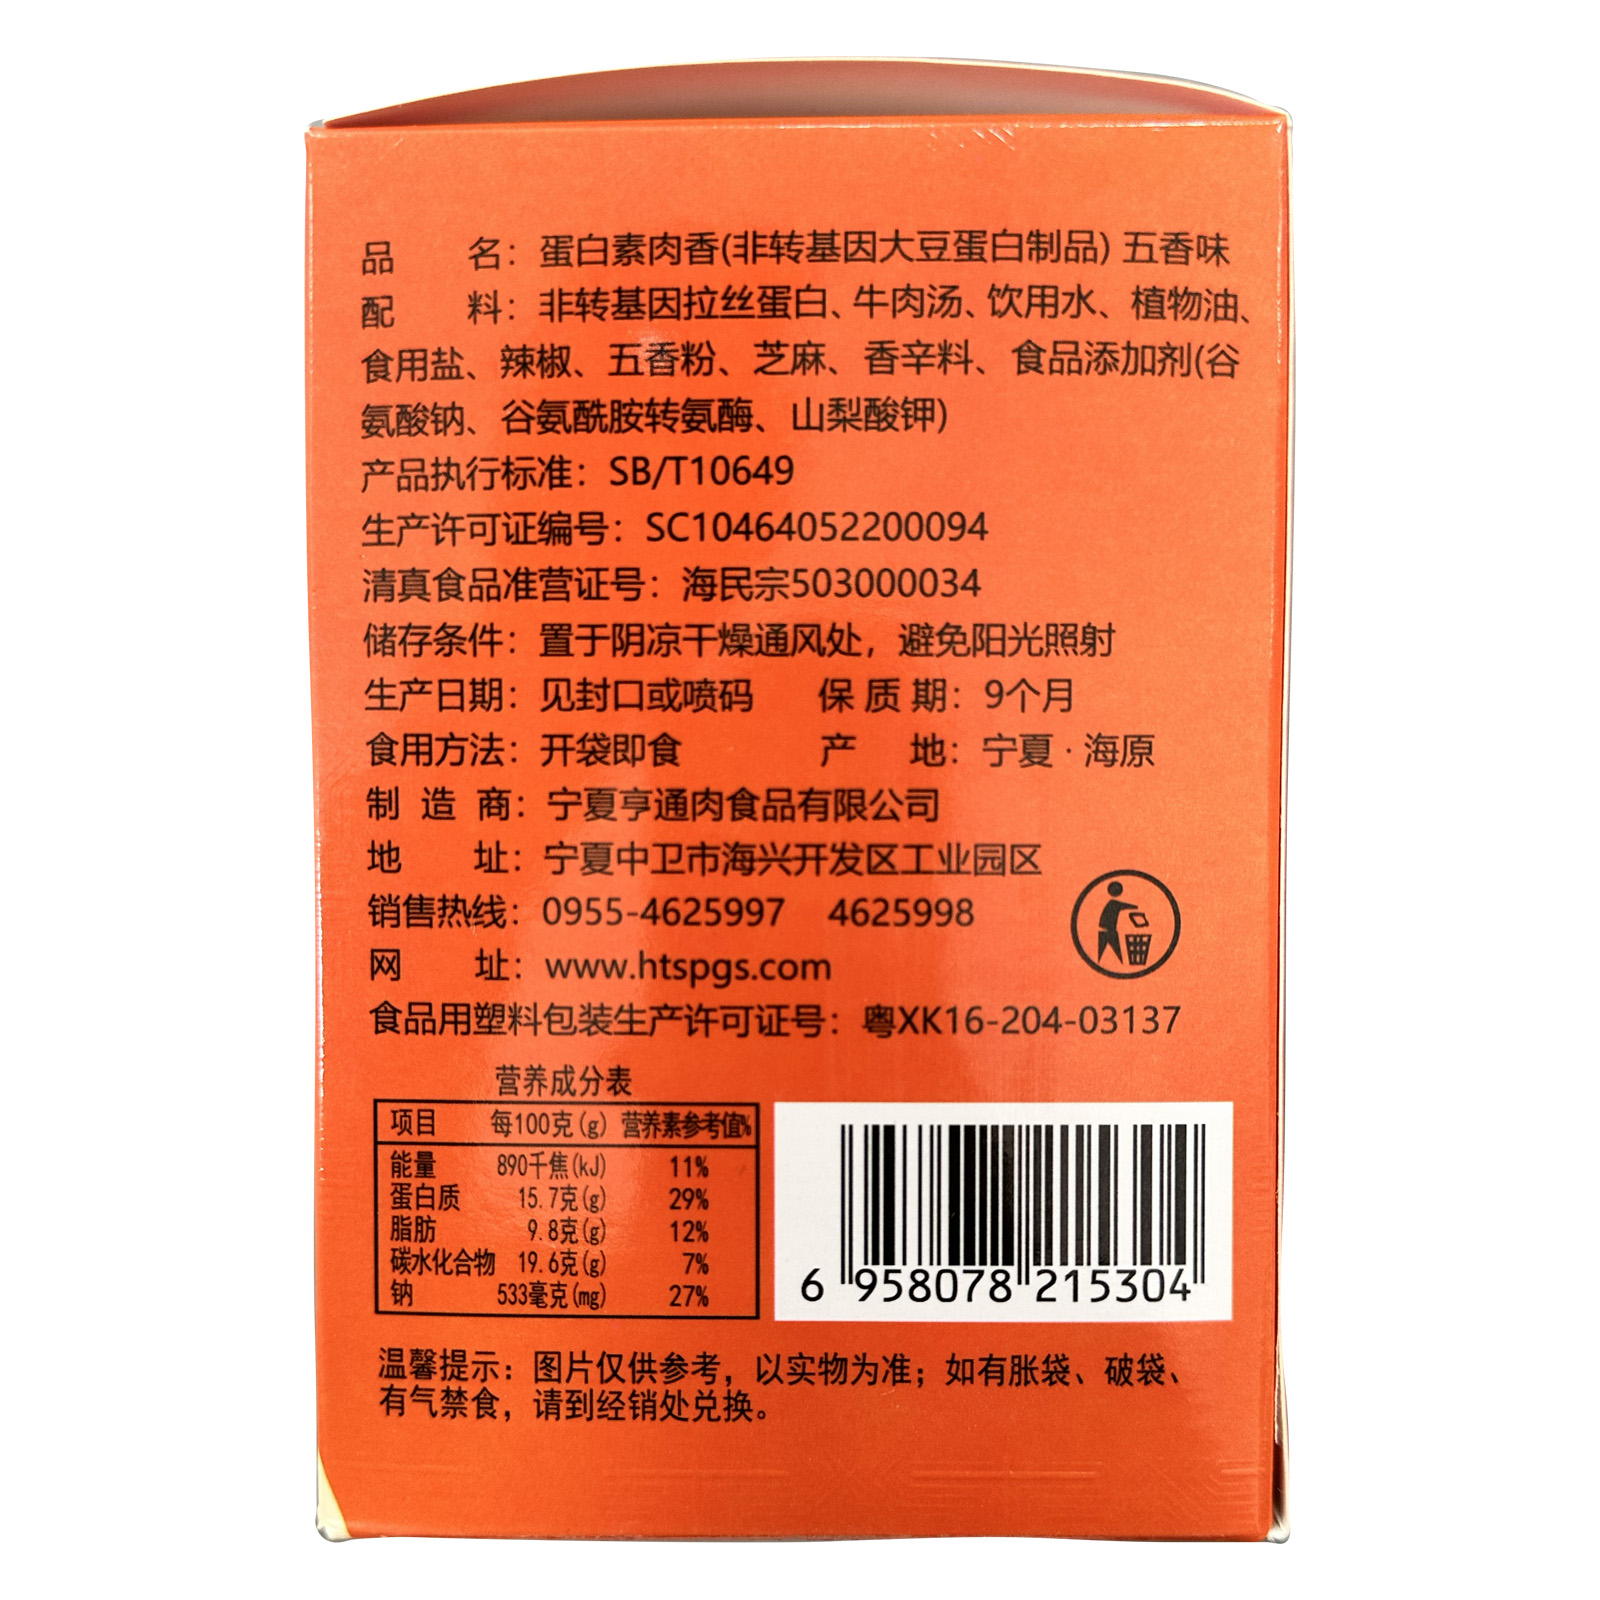 品 名：蛋白素肉香(非转基因大豆蛋白制品) 五香味
配 料：非转基因拉丝蛋白、牛肉汤、饮用水、植物油、
食用盐、辣椒、五香粉、芝麻、香辛料、食品添加剂(谷
氨酸钠、谷氨酰胺转氨酶、山梨酸钾)
产品执行标准：SB/T10649
生产许可证编号：SC10464052200094
清真食品准营证号：海民宗503000034
储存条件：置于阴凉干燥通风处，避免阳光照射
生产日期：见封口或喷码 保 质 期：9个月
食用方法：开袋即食 产 地：宁夏·海原
制 造 商：宁夏亨通肉食品有限公司
地 址：宁夏中卫市海兴开发区工业园区
销售热线：0955-4625997 4625998
网 址：www.htspgs.com
食品用塑料包装生产许可证号：粤XK16-204-03137
营养成分表
项目 每100克(g) 营养素参考值%
能量 890千焦(kJ) 11%
蛋白质 15.7克(g) 29%
脂肪 9.8克(g) 12%
碳水化合物 19.6克(g) 7%
钠 533毫克(mg) 27%
6 958078 215304
温馨提示：图片仅供参考，以实物为准；如有胀袋、破袋、
有气禁食，请到经销处兑换。